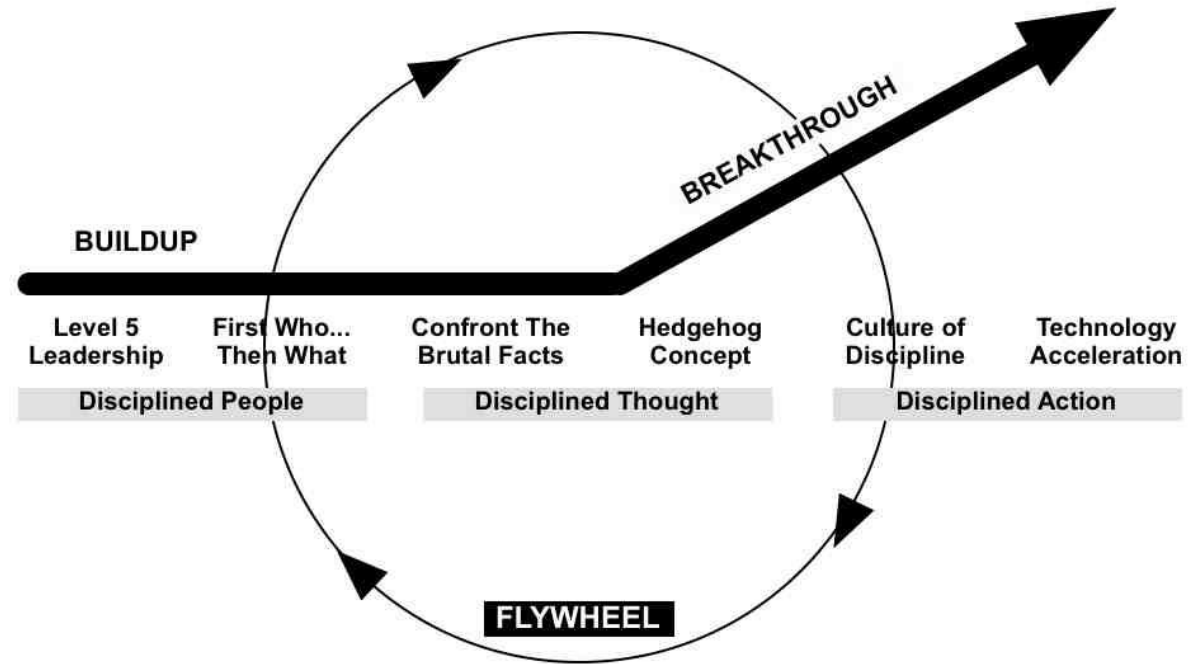 BREAKTHROUGH
BUILDUP
Level 5
Leadership
First Who...
Then What
Confront The
Brutal Facts
Hedgehog
Concept
Culture of
Discipline
Technology
Acceleration
Disciplined People
Disciplined Thought
Disciplined Action
FLYWHEEL